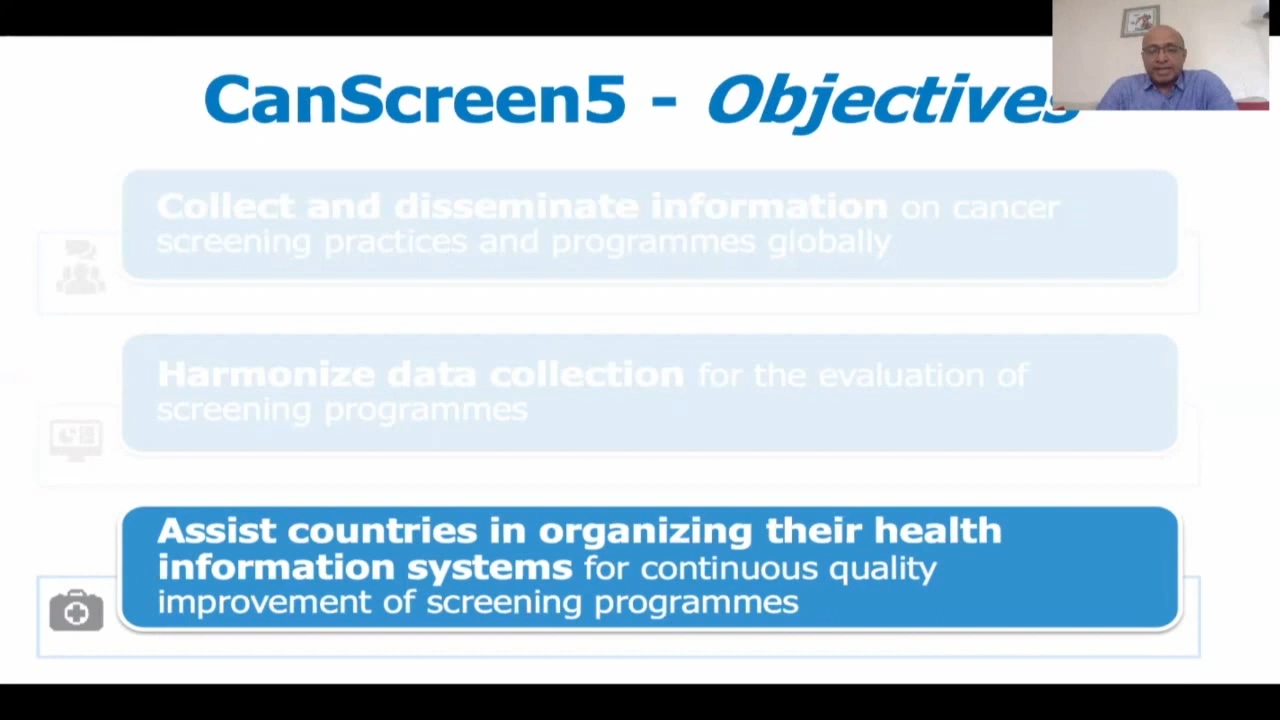 CanScreen5 - Objectives
Collect and disseminate information on cancer
screening practices and programmes globally
Harmonize data collection for the evaluation of
screening programmes
Assist countries in organizing their health
information systems for continuous quality
improvement of screening programmes